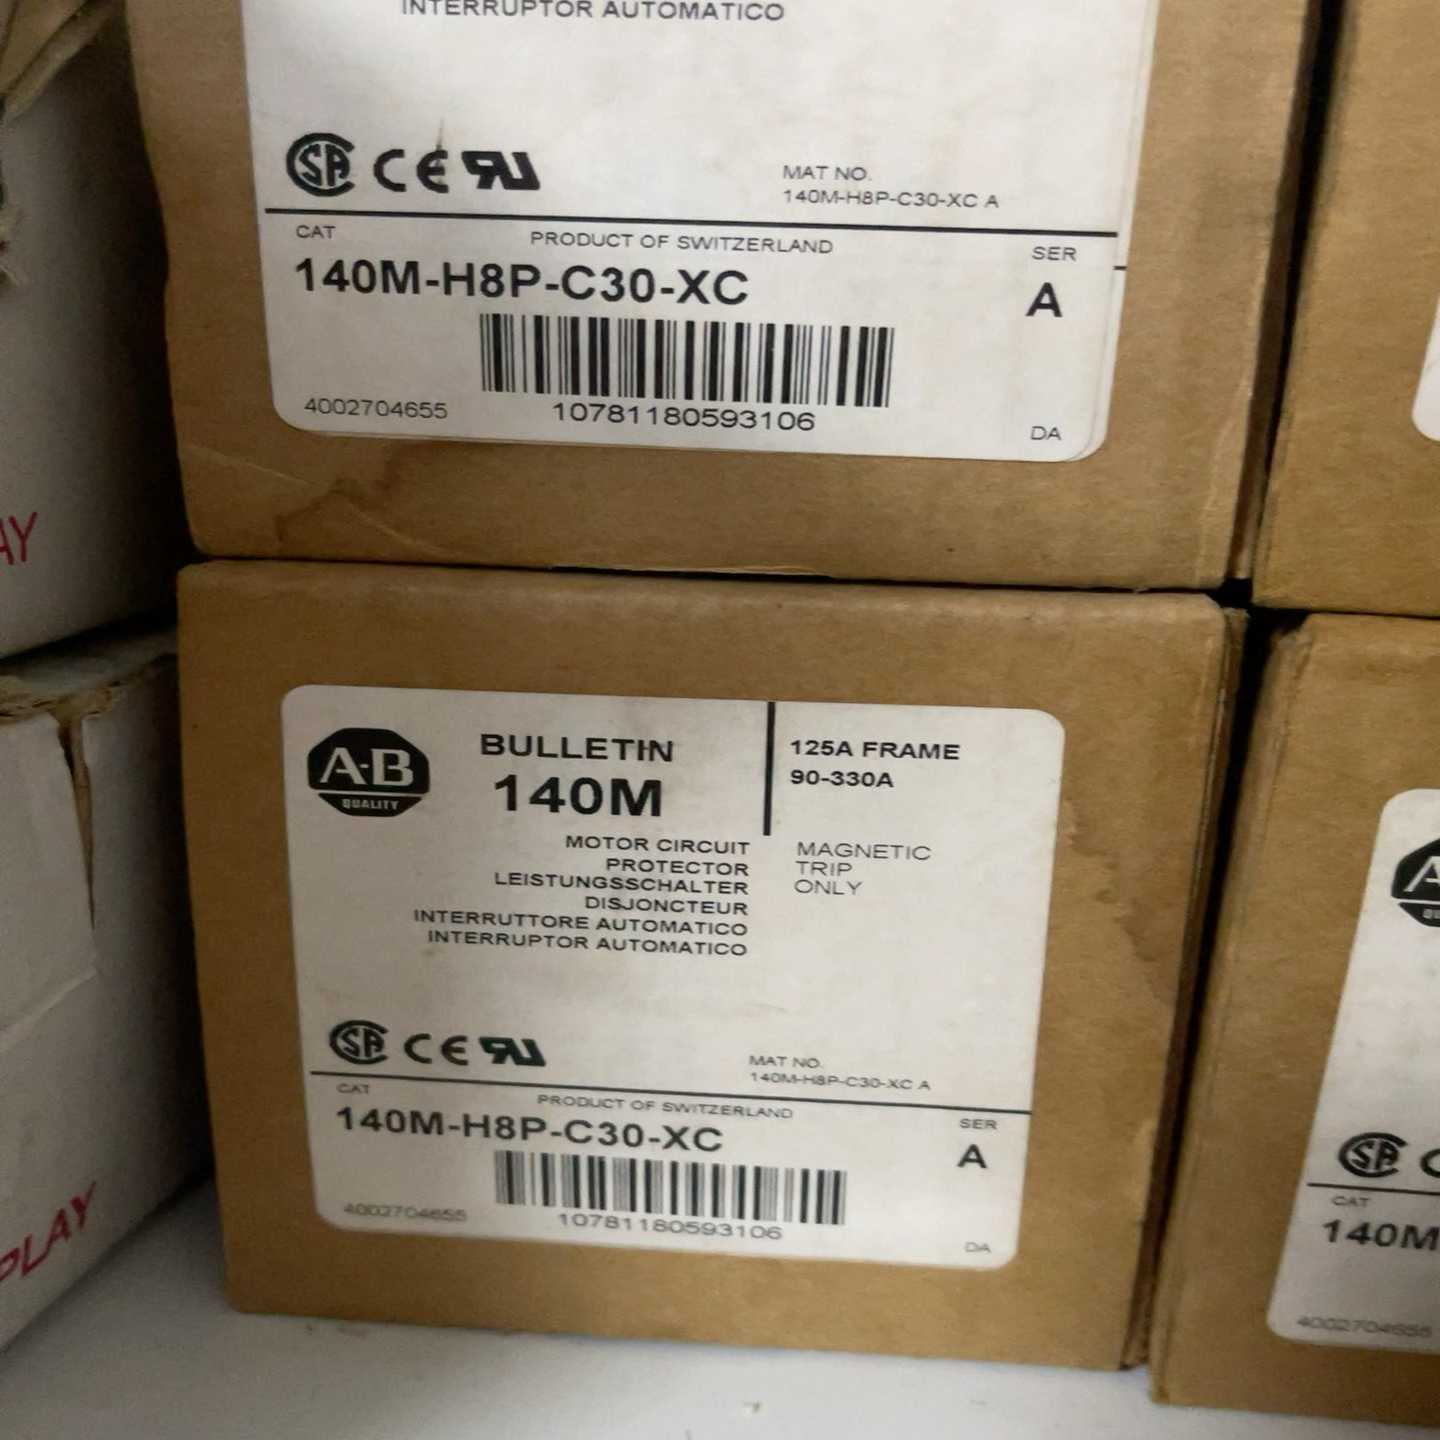 INTERRUPTOR AUTOMATICO
MAT NO.
140M-H8P-C30-XC A
CAT
PRODUCT OF SWITZERLAND
SER
140M-H8P-C30-XC
A
4002704655
10781180593106
DA
A-B
QUALITY
BULLETIN
140M
125A FRAME
90-330A
MOTOR CIRCUIT
PROTECTOR
LEISTUNGSSCHALTER
DISJONCTEUR
INTERRUTTORE AUTOMATICO
INTERRUPTOR AUTOMATICO
MAGNETIC
TRIP
ONLY
MAT NO.
140M-H8P-C30-XC A
CAT
PRODUCT OF SWITZERLAND
SER
140M-H8P-C30-XC
A
4002704655
10781180593106
DA
CAT
140M
4002704655
PLAY
AY